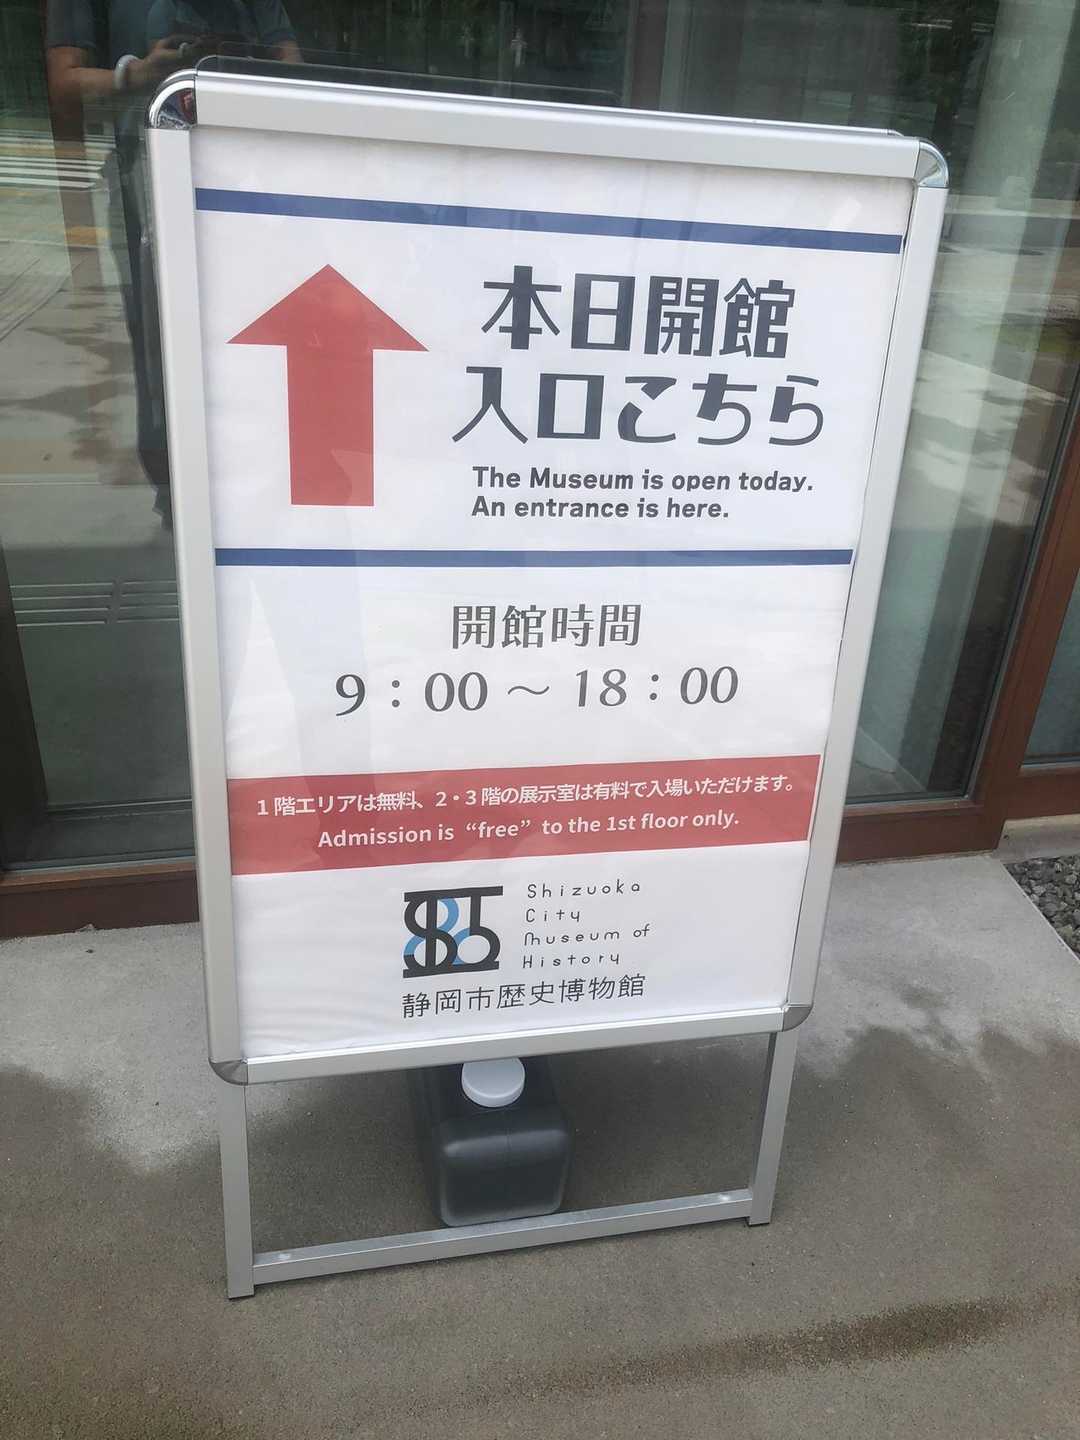 本日開館
入口こちら
The Museum is open today.
An entrance is here.
開館時間
9：00～18：00
1階エリアは無料、2・3階の展示室は有料で入場いただけます。
Admission is “free” to the 1st floor only.
Shizuoka
City
Museum of
History
静岡市歴史博物館